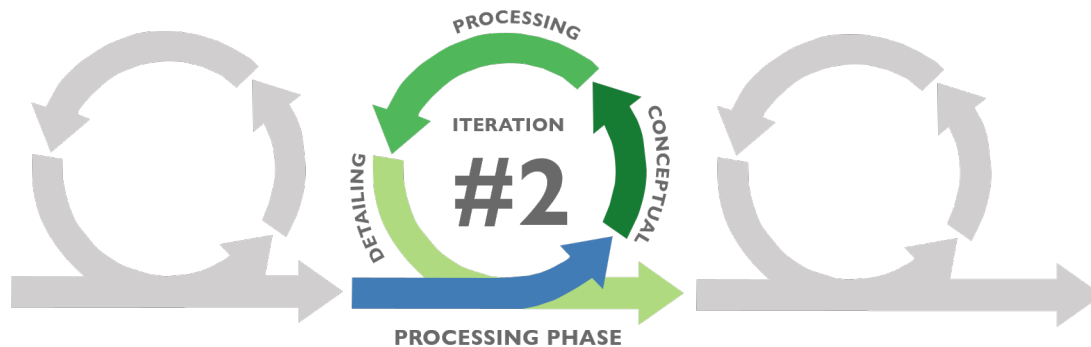 PROCESSING
ITERATION
#2
CONCEPTUAL
DETAILING
PROCESSING PHASE